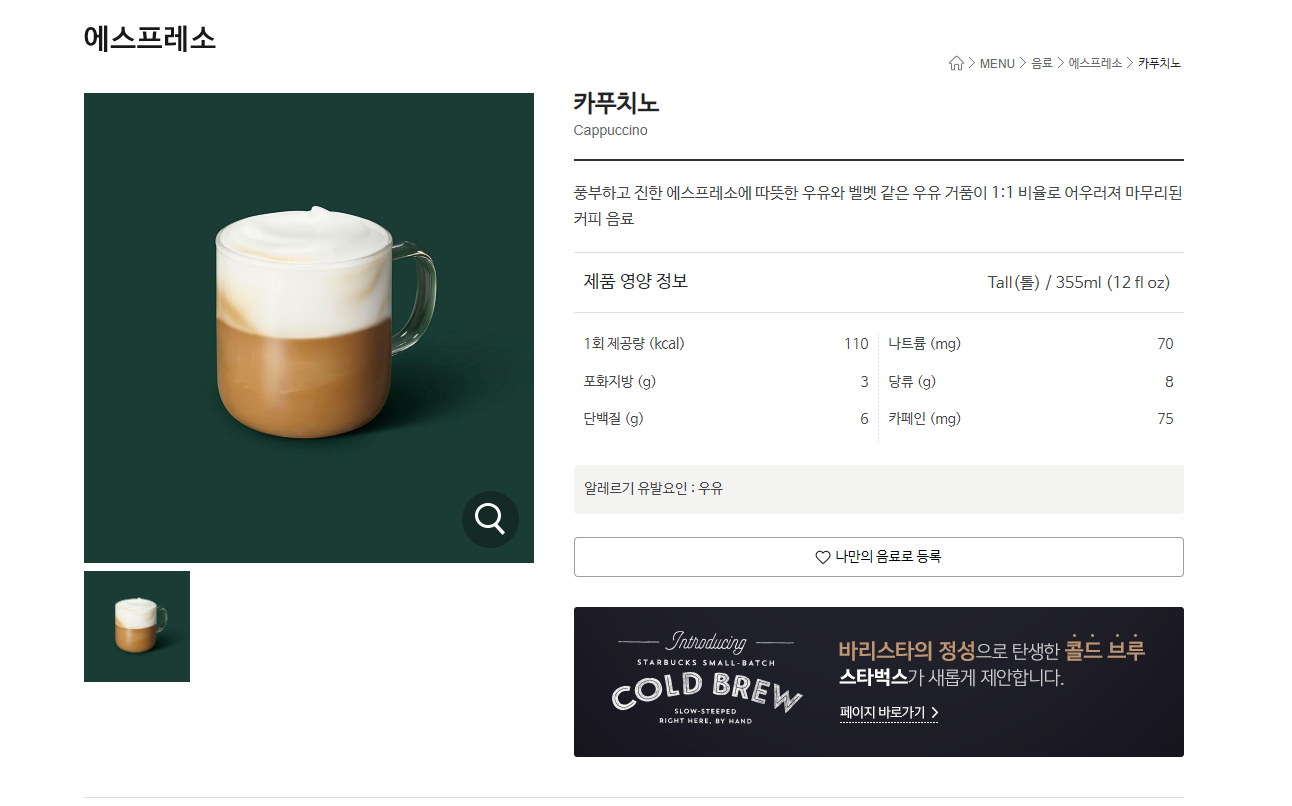 에스프레소
MENU 음료 에스프레소 카푸치노
카푸치노
Cappuccino
풍부하고 진한 에스프레소에 따뜻한 우유와 벨벳 같은 우유 거품이 1:1 비율로 어우러져 마무리된
커피 음료
제품 영양 정보 Tall(톨) / 355ml (12 fl oz)
1회 제공량 (kcal) 110 나트륨 (mg) 70
포화지방 (g) 3 당류 (g) 8
단백질 (g) 6 카페인 (mg) 75
알레르기 유발요인 : 우유
나만의 음료로 등록
Introducing
STARBUCKS SMALL-BATCH
COLD BREW
SLOW-STEEPED
RIGHT HERE, BY HAND
바리스타의 정성으로 탄생한 콜드 브루
스타벅스가 새롭게 제안합니다.
페이지 바로가기